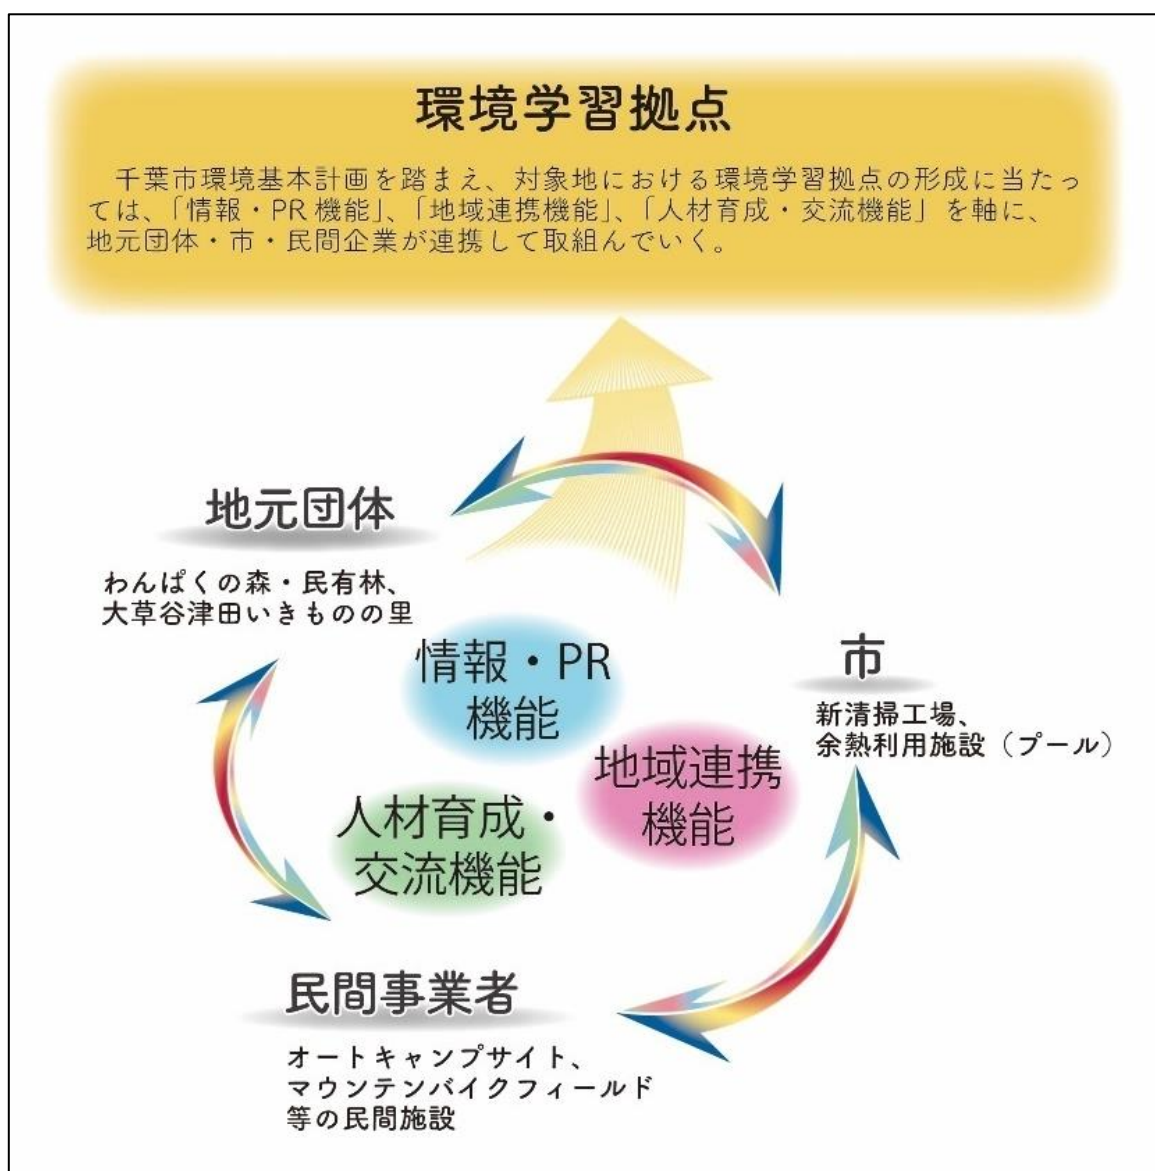 環境学習拠点
千葉市環境基本計画を踏まえ、対象地における環境学習拠点の形成に当たっ
ては、「情報・PR 機能」、「地域連携機能」、「人材育成・交流機能」を軸に、
地元団体・市・民間企業が連携して取組んでいく。
地元団体
わんぱくの森・民有林、
大草谷津田いきものの里
情報・PR
機能
市
新清掃工場、
余熱利用施設（プール）
地域連携
機能
人材育成・
交流機能
民間事業者
オートキャンプサイト、
マウンテンバイクフィールド
等の民間施設